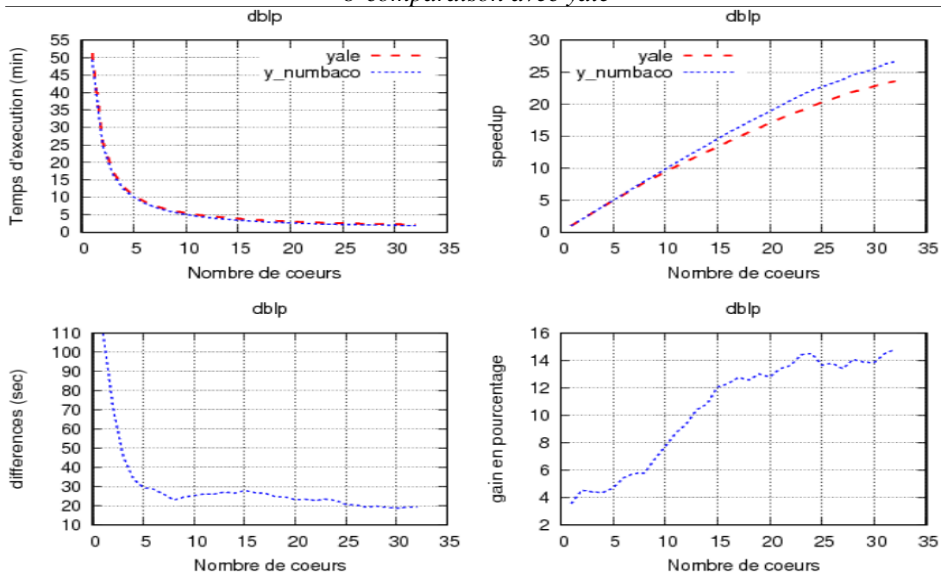 b-comparaison avec yale
dblp
55
50
45
40
35
30
25
20
15
10
5
0
Temps d'execution (min)
yale
y_numbaco
0 5 10 15 20 25 30 35
Nombre de coeurs
dblp
30
25
20
15
10
5
0
speedup
yale
y_numbaco
0 5 10 15 20 25 30 35
Nombre de coeurs
dblp
110
100
90
80
70
60
50
40
30
20
10
differences (sec)
0 5 10 15 20 25 30 35
Nombre de coeurs
dblp
16
14
12
10
8
6
4
2
gain en pourcentage
0 5 10 15 20 25 30 35
Nombre de coeurs